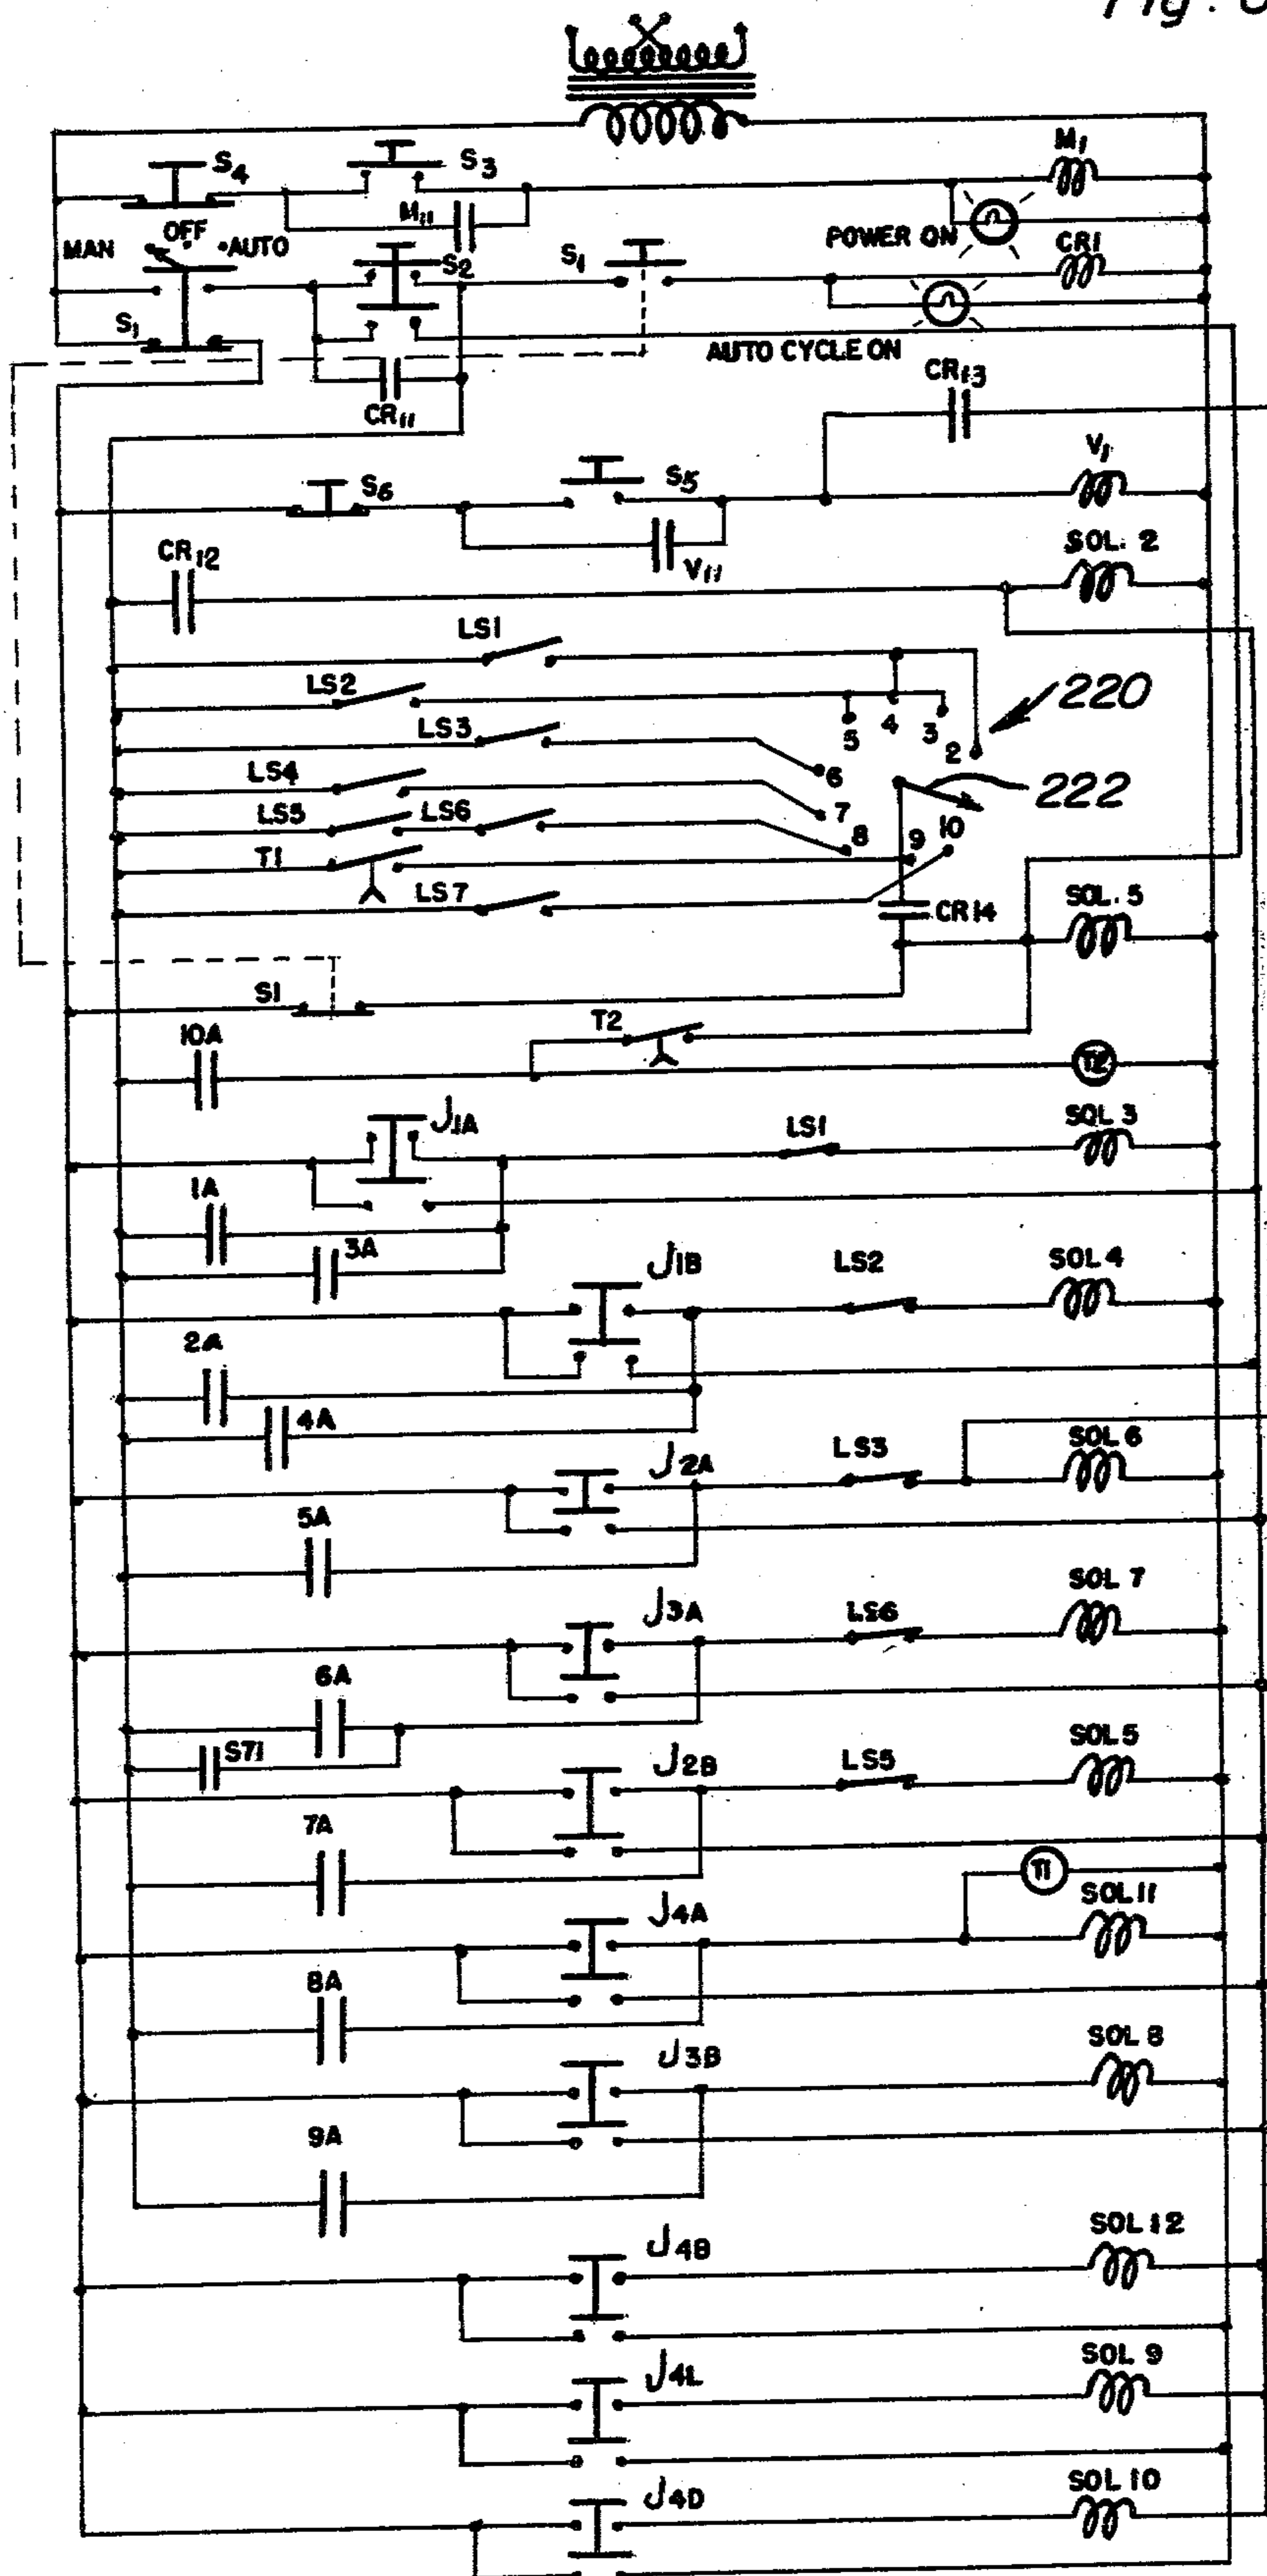 Fig.
S4
S3
M1
M11
OFF
MAN
AUTO
POWER ON
CR1
S2
S1
S1
AUTO CYCLE ON
CR13
CR11
V1
S6
S5
CR12
V11
SOL. 2
LS1
LS2
220
5 4 3
2
LS3
6
LS4
222
7
LS5 LS6
8 9 10
T1
LS7
CR14
SOL. 5
S1
T2
10A
T2
J1A
LS1
SOL 3
1A
3A
J1B
LS2
SOL 4
2A
4A
J2A
LS3
SOL 6
5A
J3A
LS6
SOL 7
6A
S71
J2B
LS5
SOL 5
7A
T1
J4A
SOL 11
8A
J3B
SOL 8
9A
J4B
SOL 12
J4L
SOL 9
J4D
SOL 10